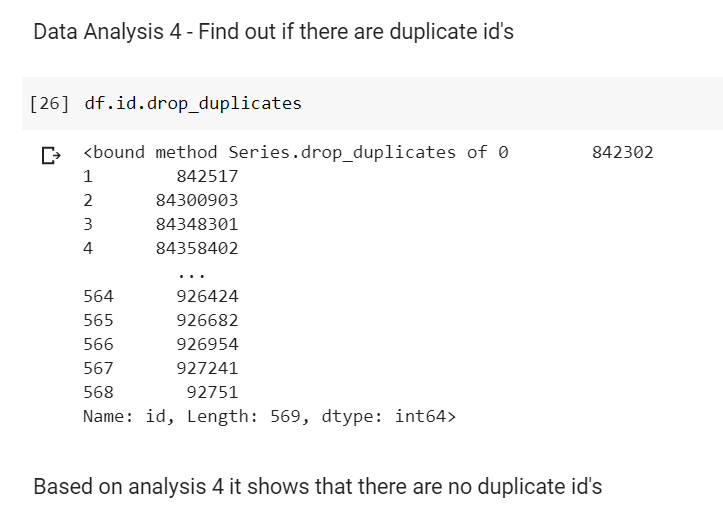 Data Analysis 4 - Find out if there are duplicate id's
[26] df.id.drop_duplicates
<bound method Series.drop_duplicates of 0        842302
1        842517
2      84300903
3      84348301
4      84358402
...
564      926424
565      926682
566      926954
567      927241
568       92751
Name: id, Length: 569, dtype: int64>
Based on analysis 4 it shows that there are no duplicate id's